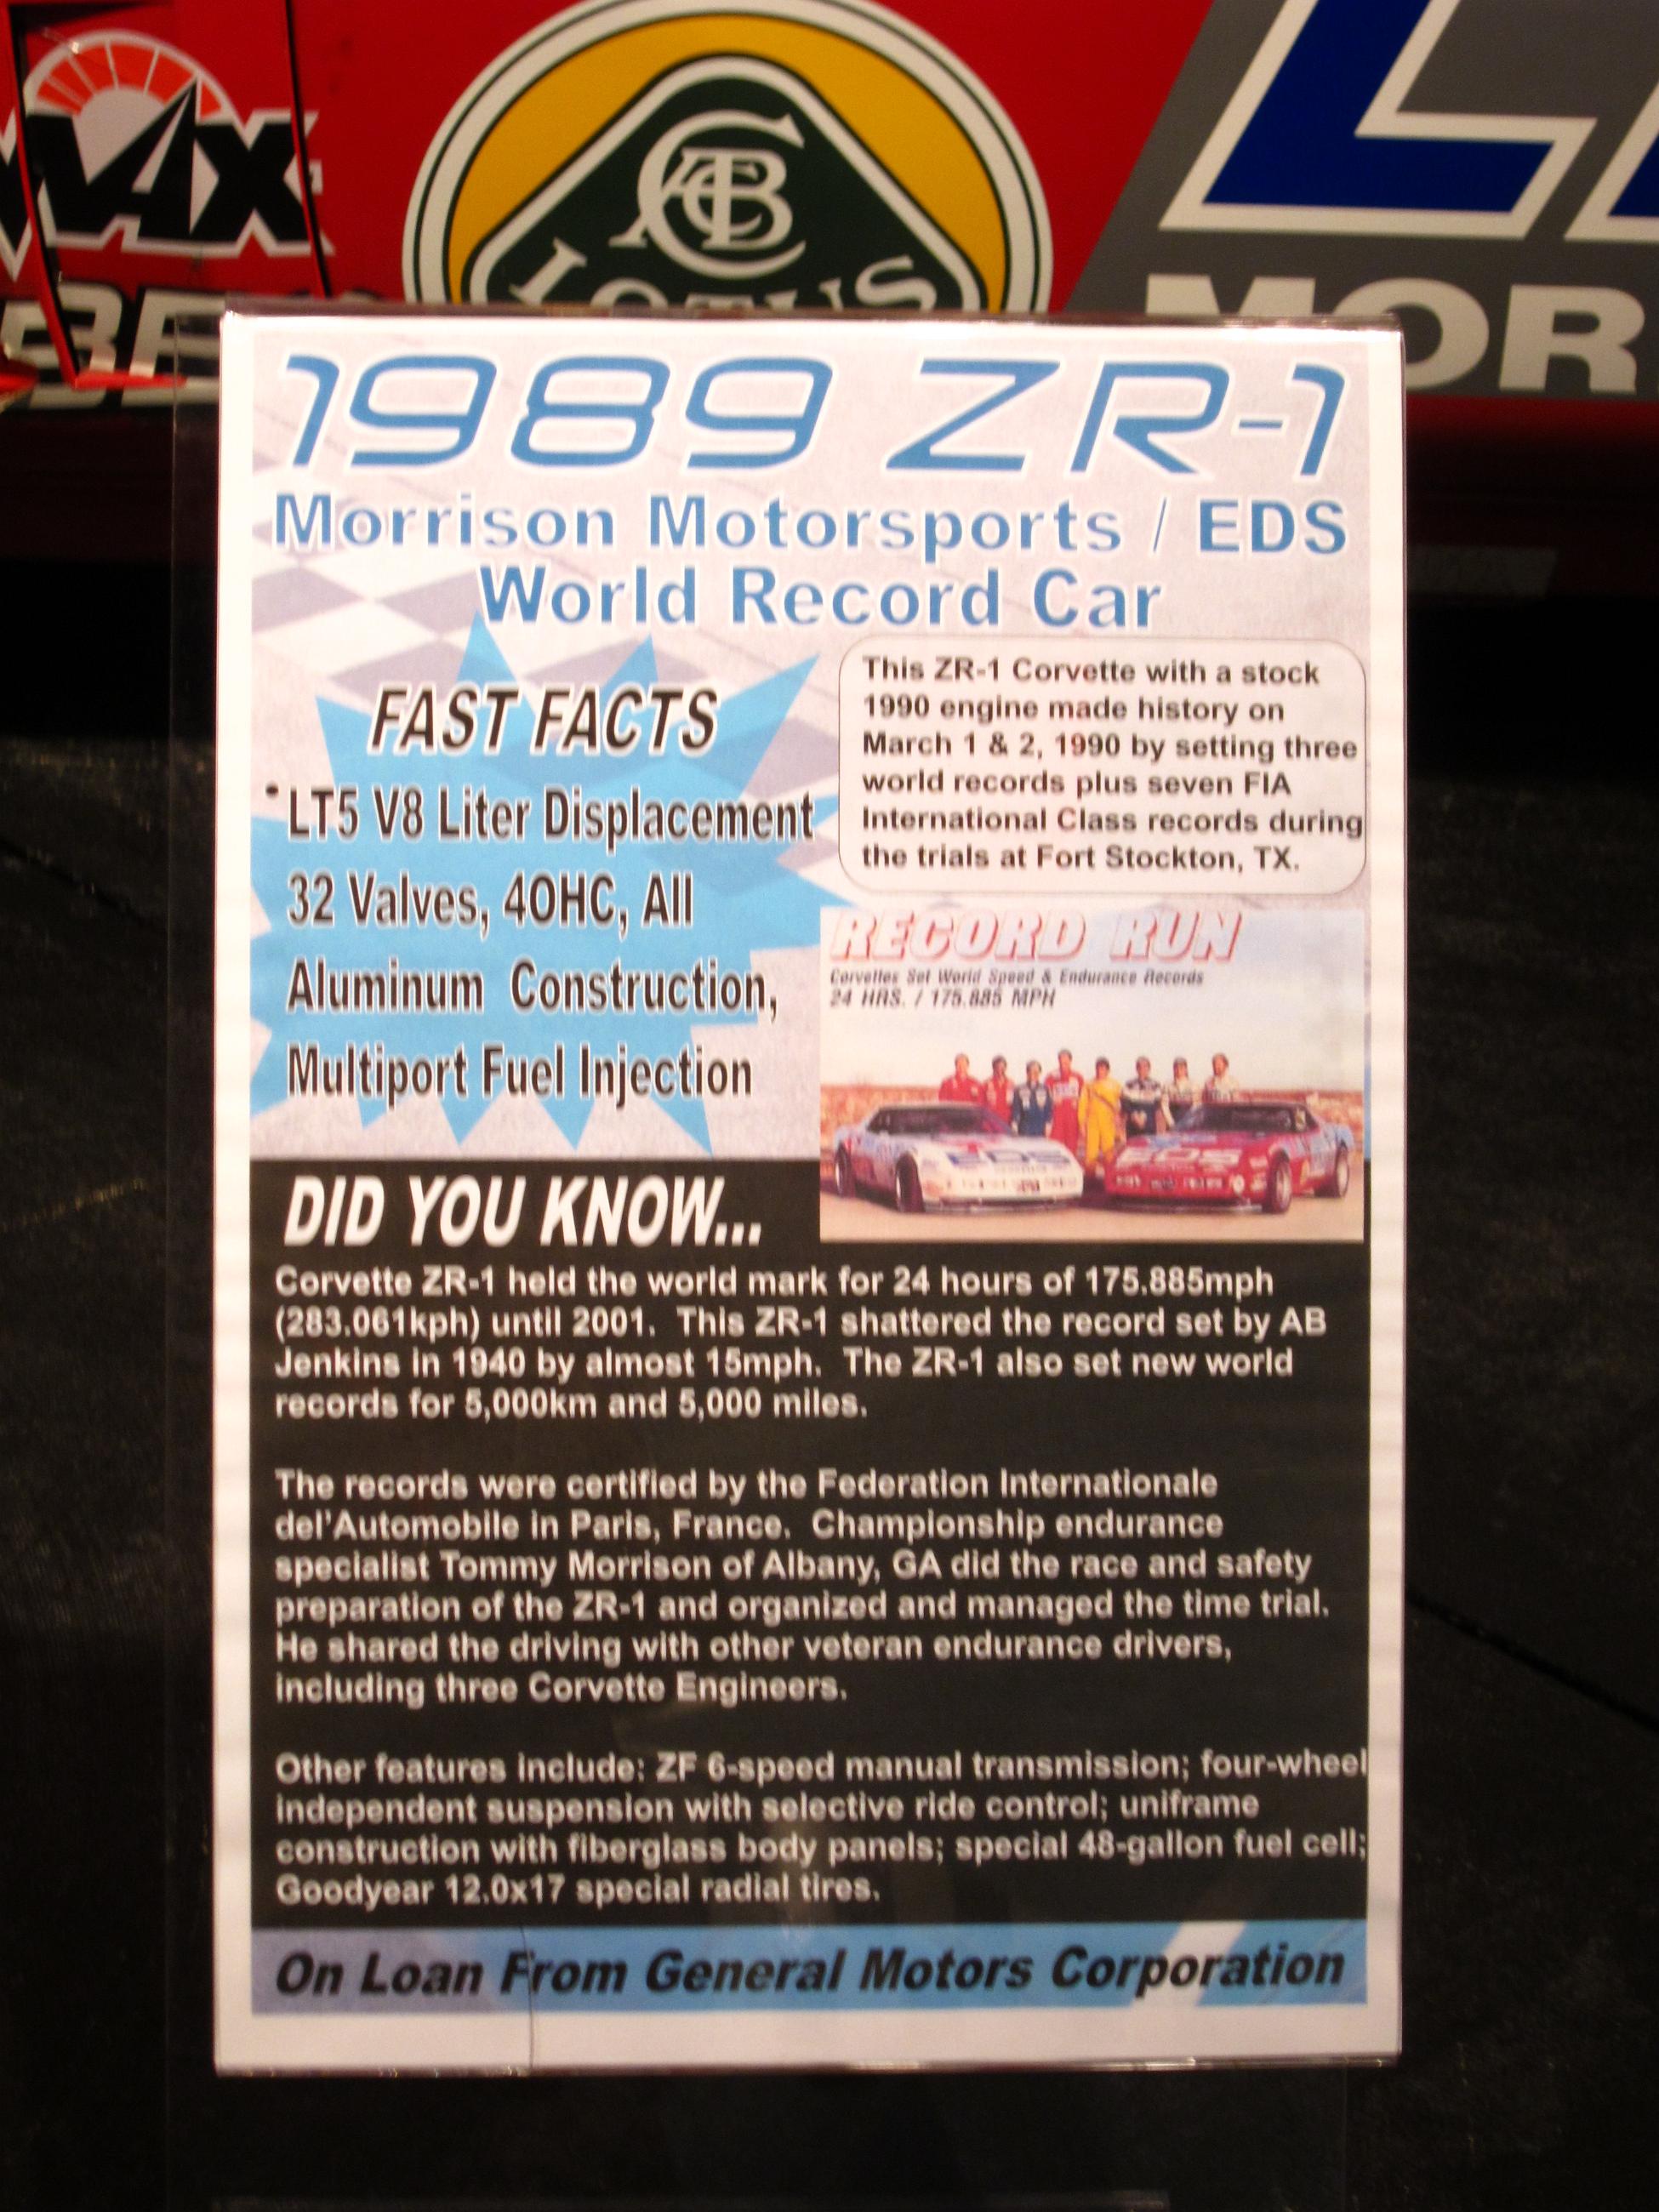 MAX
LOTUS
MOR
1989 ZR-1
Morrison Motorsports / EDS
World Record Car
FAST FACTS
• LT5 V8 Liter Displacement
32 Valves, 4OHC, All
Aluminum Construction,
Multiport Fuel Injection
This ZR-1 Corvette with a stock
1990 engine made history on
March 1 & 2, 1990 by setting three
world records plus seven FIA
International Class records during
the trials at Fort Stockton, TX.
RECORD RUN
Corvettes Set World Speed & Endurance Records
24 HRS. / 175.885 MPH
EDS
EDS
DID YOU KNOW...
Corvette ZR-1 held the world mark for 24 hours of 175.885mph
(283.061kph) until 2001. This ZR-1 shattered the record set by AB
Jenkins in 1940 by almost 15mph. The ZR-1 also set new world
records for 5,000km and 5,000 miles.
The records were certified by the Federation Internationale
del'Automobile in Paris, France. Championship endurance
specialist Tommy Morrison of Albany, GA did the race and safety
preparation of the ZR-1 and organized and managed the time trial.
He shared the driving with other veteran endurance drivers,
including three Corvette Engineers.
Other features include: ZF 6-speed manual transmission; four-wheel
independent suspension with selective ride control; uniframe
construction with fiberglass body panels; special 48-gallon fuel cell;
Goodyear 12.0x17 special radial tires.
On Loan From General Motors Corporation